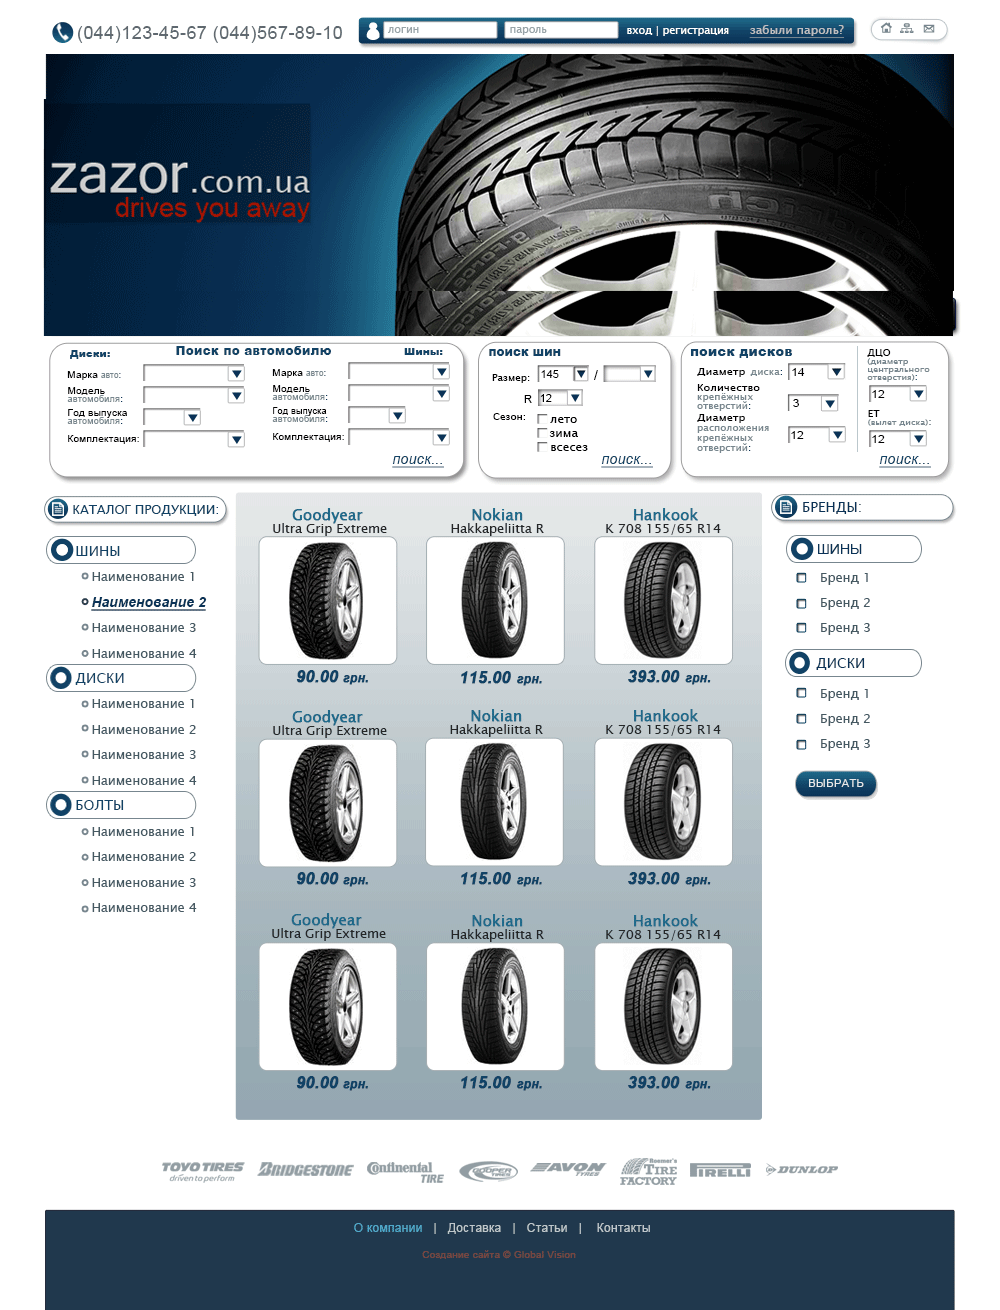 (044)123-45-67 (044)567-89-10
логин
пароль
вход | регистрация
забыли пароль?
zazor.com.ua
drives you away
Поиск по автомобилю
Диски:
Марка авто:
Модель
автомобиля:
Год выпуска
автомобиля:
Комплектация:
Шины:
Марка авто:
Модель
автомобиля:
Год выпуска
автомобиля:
Комплектация:
поиск...
поиск шин
Размер: 145 /
R 12
Сезон:
лето
зима
всесез
поиск...
поиск дисков
Диаметр диска: 14
Количество
крепёжных
отверстий: 3
Диаметр
расположения
крепёжных
отверстий: 12
ДЦО
(диаметр
центрального
отверстия):
12
ET
(вылет диска):
12
поиск...
КАТАЛОГ ПРОДУКЦИИ:
ШИНЫ
Наименование 1
Наименование 2
Наименование 3
Наименование 4
ДИСКИ
Наименование 1
Наименование 2
Наименование 3
Наименование 4
БОЛТЫ
Наименование 1
Наименование 2
Наименование 3
Наименование 4
Goodyear
Ultra Grip Extreme
90.00 грн.
Nokian
Hakkapeliitta R
115.00 грн.
Hankook
K 708 155/65 R14
393.00 грн.
Goodyear
Ultra Grip Extreme
90.00 грн.
Nokian
Hakkapeliitta R
115.00 грн.
Hankook
K 708 155/65 R14
393.00 грн.
Goodyear
Ultra Grip Extreme
90.00 грн.
Nokian
Hakkapeliitta R
115.00 грн.
Hankook
K 708 155/65 R14
393.00 грн.
БРЕНДЫ:
ШИНЫ
Бренд 1
Бренд 2
Бренд 3
ДИСКИ
Бренд 1
Бренд 2
Бренд 3
ВЫБРАТЬ
TOYO TIRES
driven to perform
BRIDGESTONE
Continental
TIRE
COOPER
TIRES
AVON
TYRES
TIRE
FACTORY
PIRELLI
DUNLOP
О компании | Доставка | Статьи | Контакты
Создание сайта © Global Vision